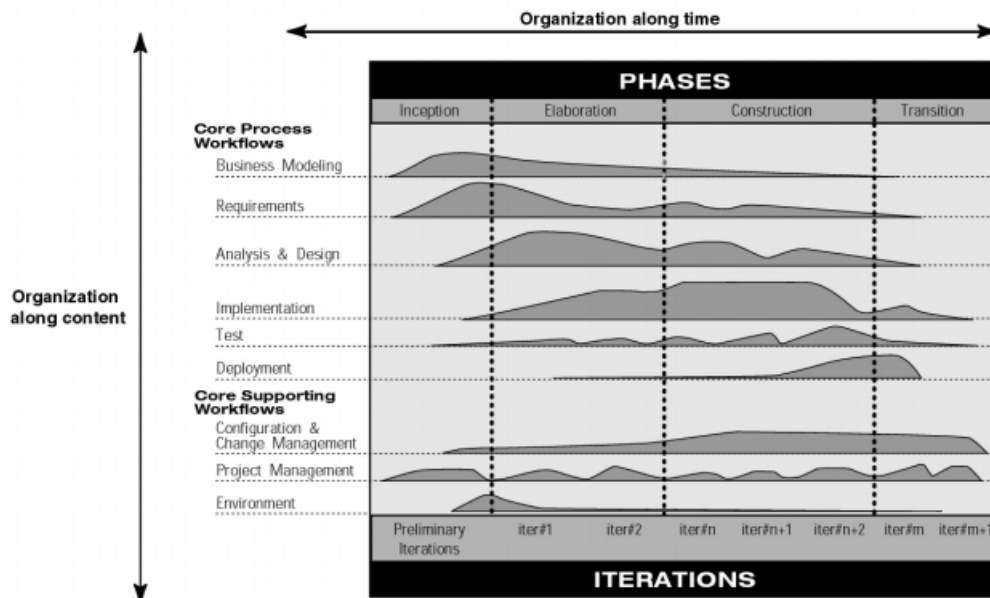 Organization along time
PHASES
Inception Elaboration Construction Transition
Core Process
Workflows
Business Modeling
Requirements
Analysis & Design
Organization
along content
Implementation
Test
Deployment
Core Supporting
Workflows
Configuration &
Change Management
Project Management
Environment
Preliminary
Iterations
iter#1 iter#2 iter#n iter#n+1 iter#n+2 iter#m iter#m+1
ITERATIONS